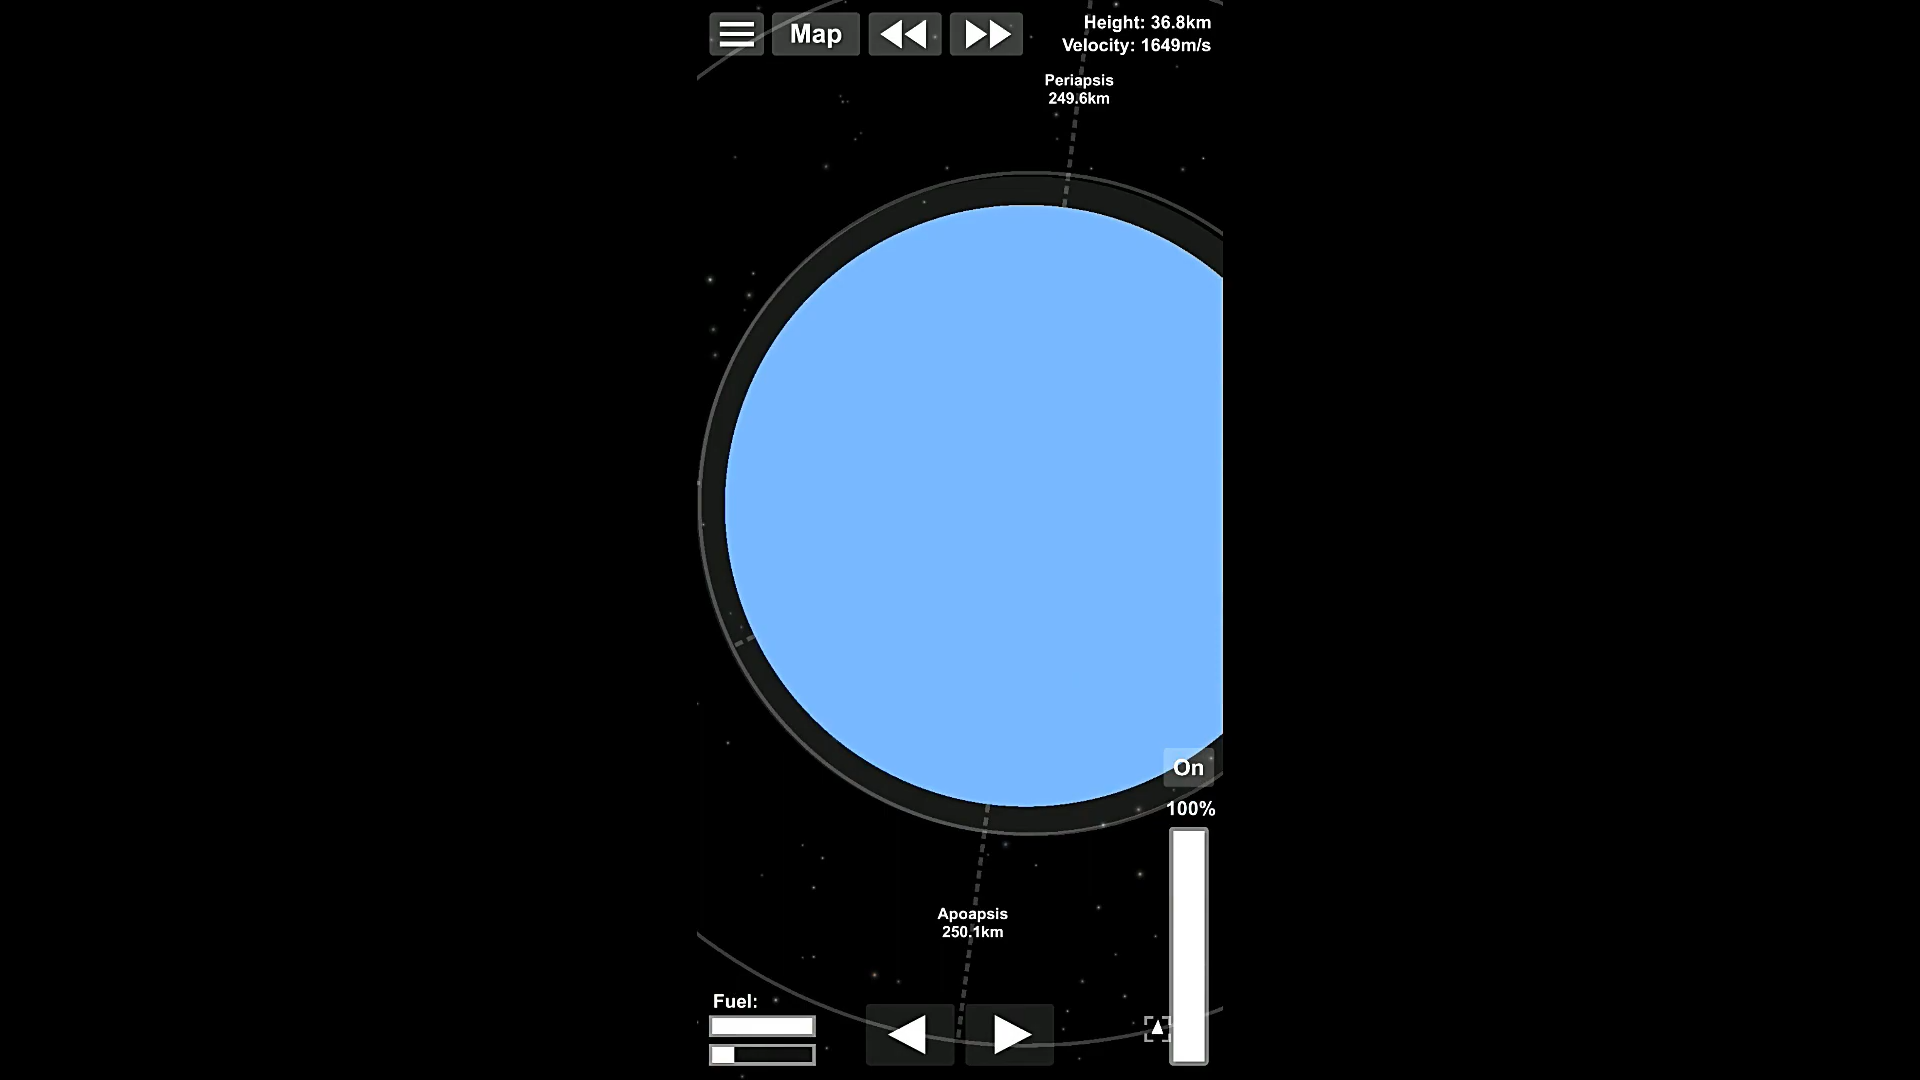 Map
Height: 36.8km
Velocity: 1649m/s
Periapsis
249.6km
On
100%
Apoapsis
250.1km
Fuel: